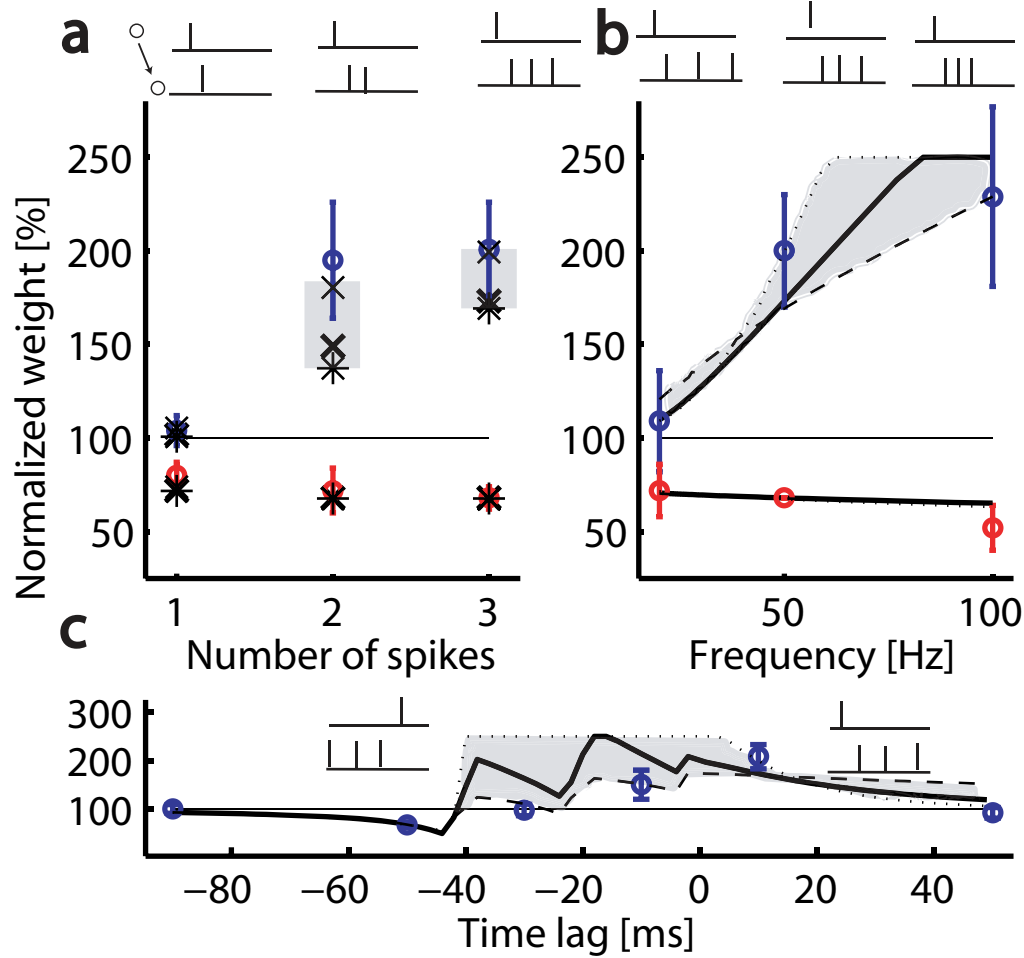 a
b
Normalized weight [%]
250
200
150
100
50
1 2 3
Number of spikes
250
200
150
100
50
50 100
Frequency [Hz]
c
300
200
100
−80 −60 −40 −20 0 20 40
Time lag [ms]